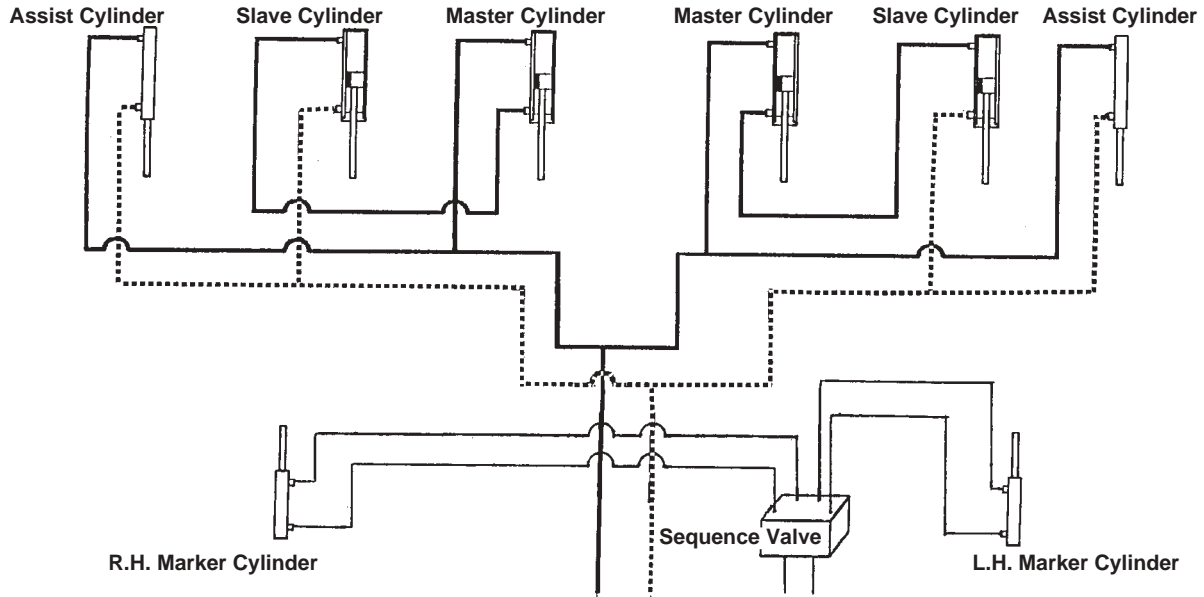 Assist Cylinder
Slave Cylinder
Master Cylinder
Master Cylinder
Slave Cylinder
Assist Cylinder
Sequence Valve
R.H. Marker Cylinder
L.H. Marker Cylinder